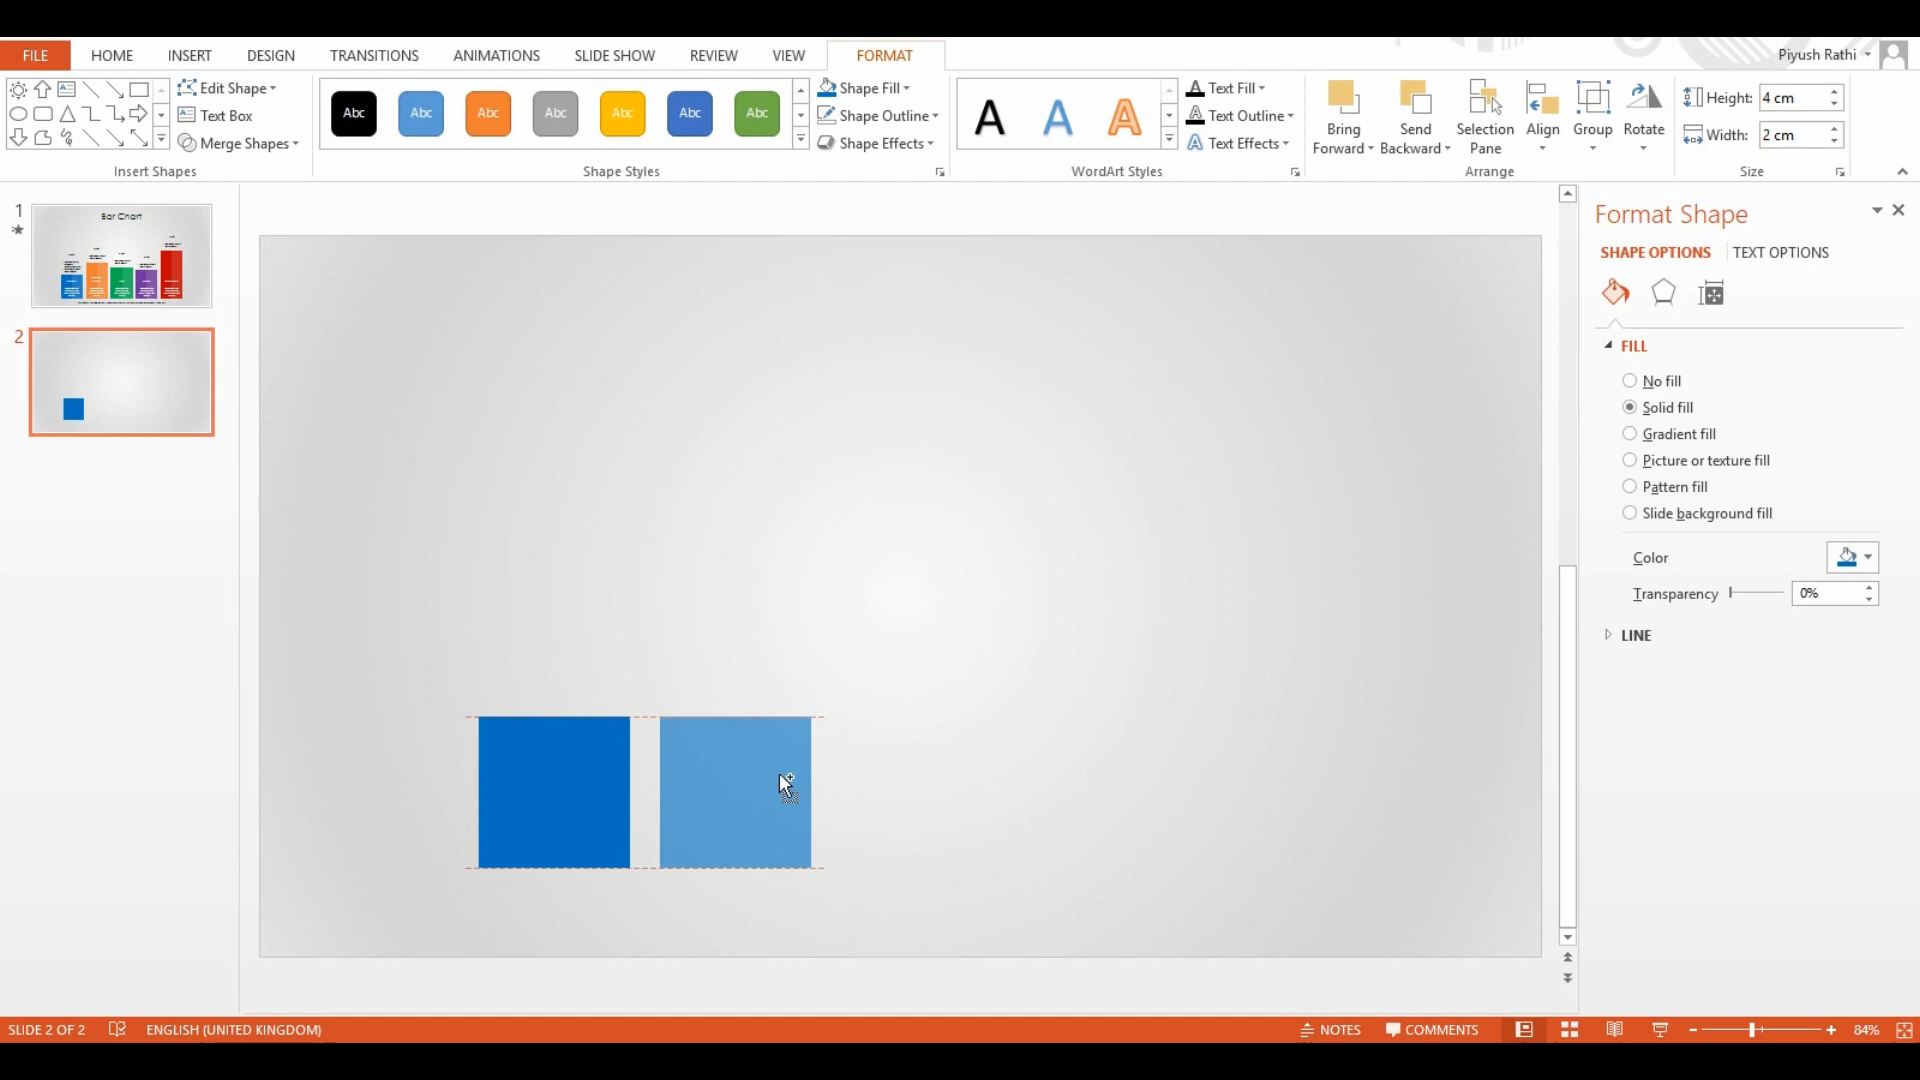 FILE HOME INSERT DESIGN TRANSITIONS ANIMATIONS SLIDE SHOW REVIEW VIEW FORMAT Piyush Rathi
Edit Shape
Text Box
Merge Shapes
Insert Shapes
Abc Abc Abc Abc Abc Abc Abc
Shape Fill
Shape Outline
Shape Effects
Shape Styles
A A A
Text Fill
Text Outline
Text Effects
WordArt Styles
Bring Forward
Send Backward
Selection Pane
Align
Group
Rotate
Arrange
Height: 4 cm
Width: 2 cm
Size
1
Bar Chart
2
Format Shape
SHAPE OPTIONS TEXT OPTIONS
FILL
No fill
Solid fill
Gradient fill
Picture or texture fill
Pattern fill
Slide background fill
Color
Transparency 0%
LINE
SLIDE 2 OF 2 ENGLISH (UNITED KINGDOM) NOTES COMMENTS 84%